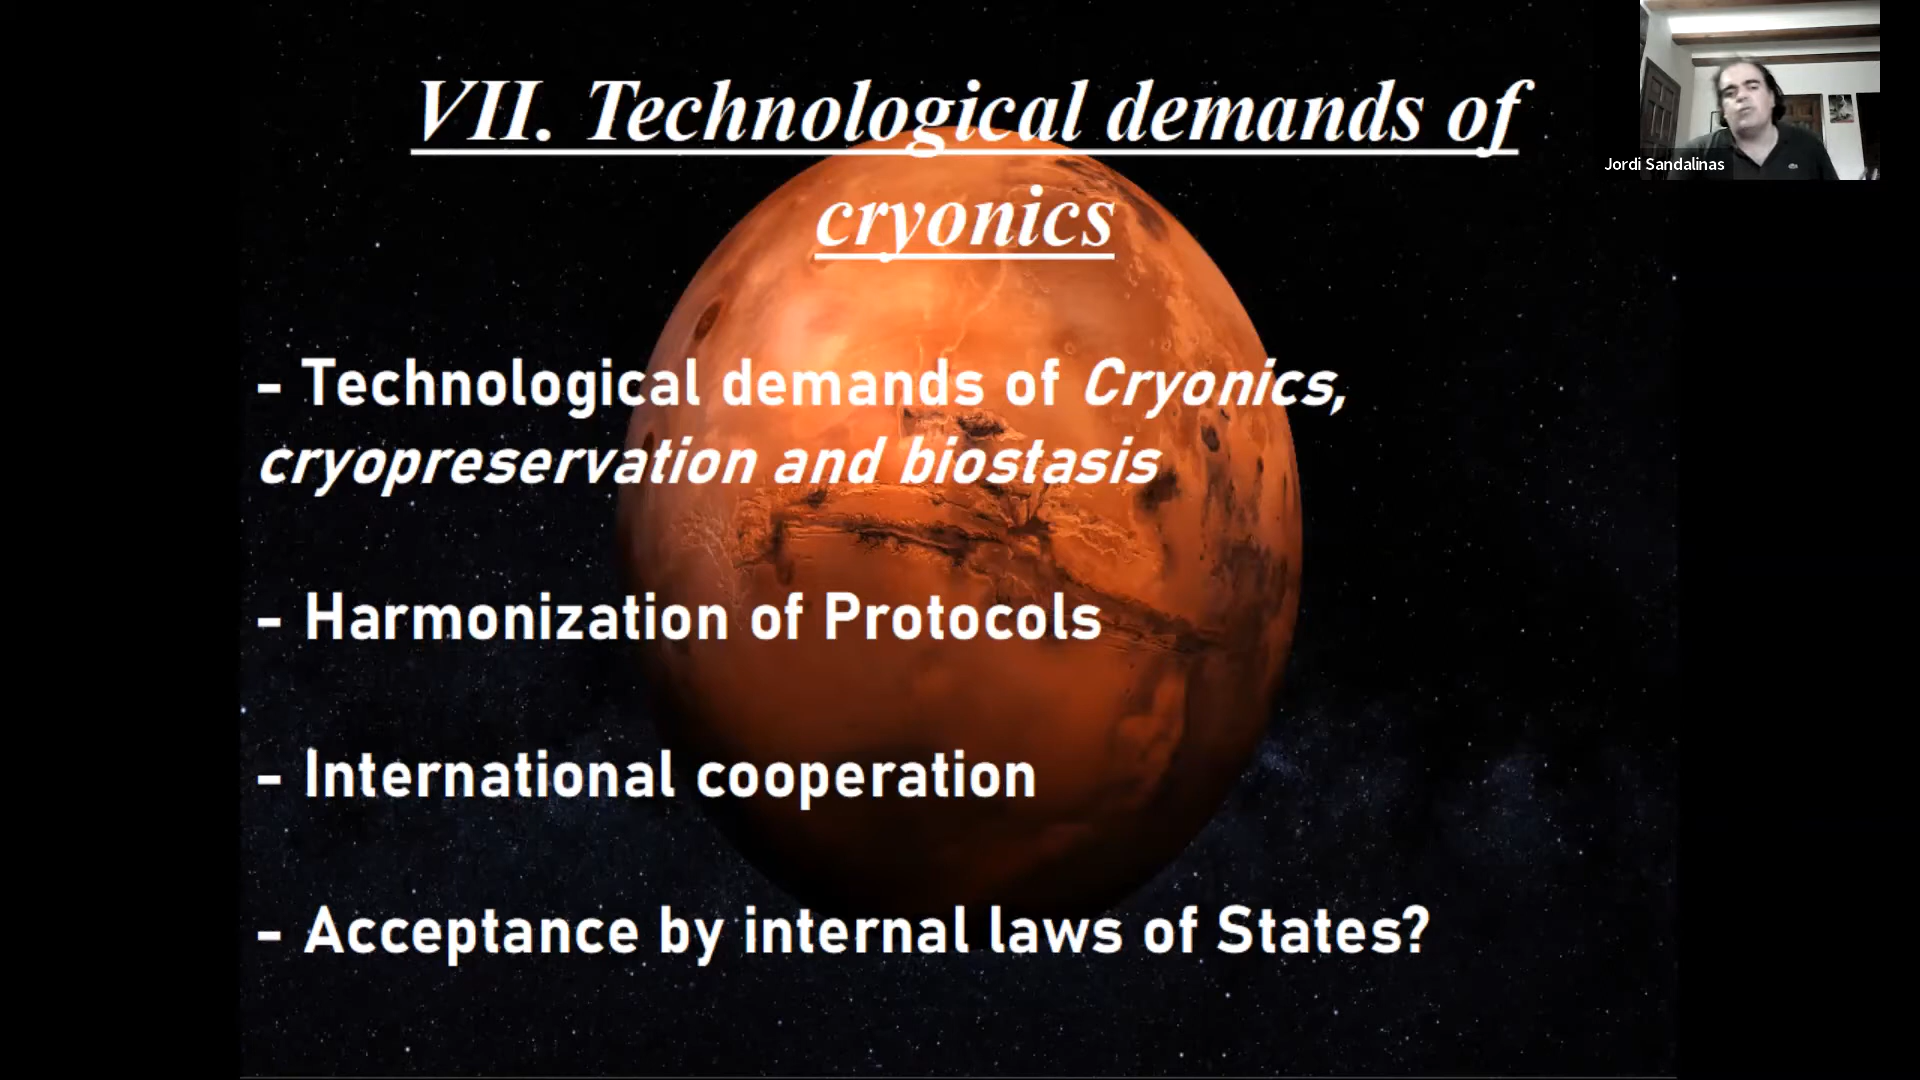 VII. Technological demands of
cryonics
Jordi Sandalinas
- Technological demands of Cryonics,
cryopreservation and biostasis
- Harmonization of Protocols
- International cooperation
- Acceptance by internal laws of States?